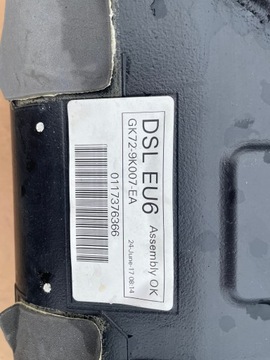 DSL EU6 Assembly OK
GK72-9K007-EA
24-June-17 08:14
0117376366